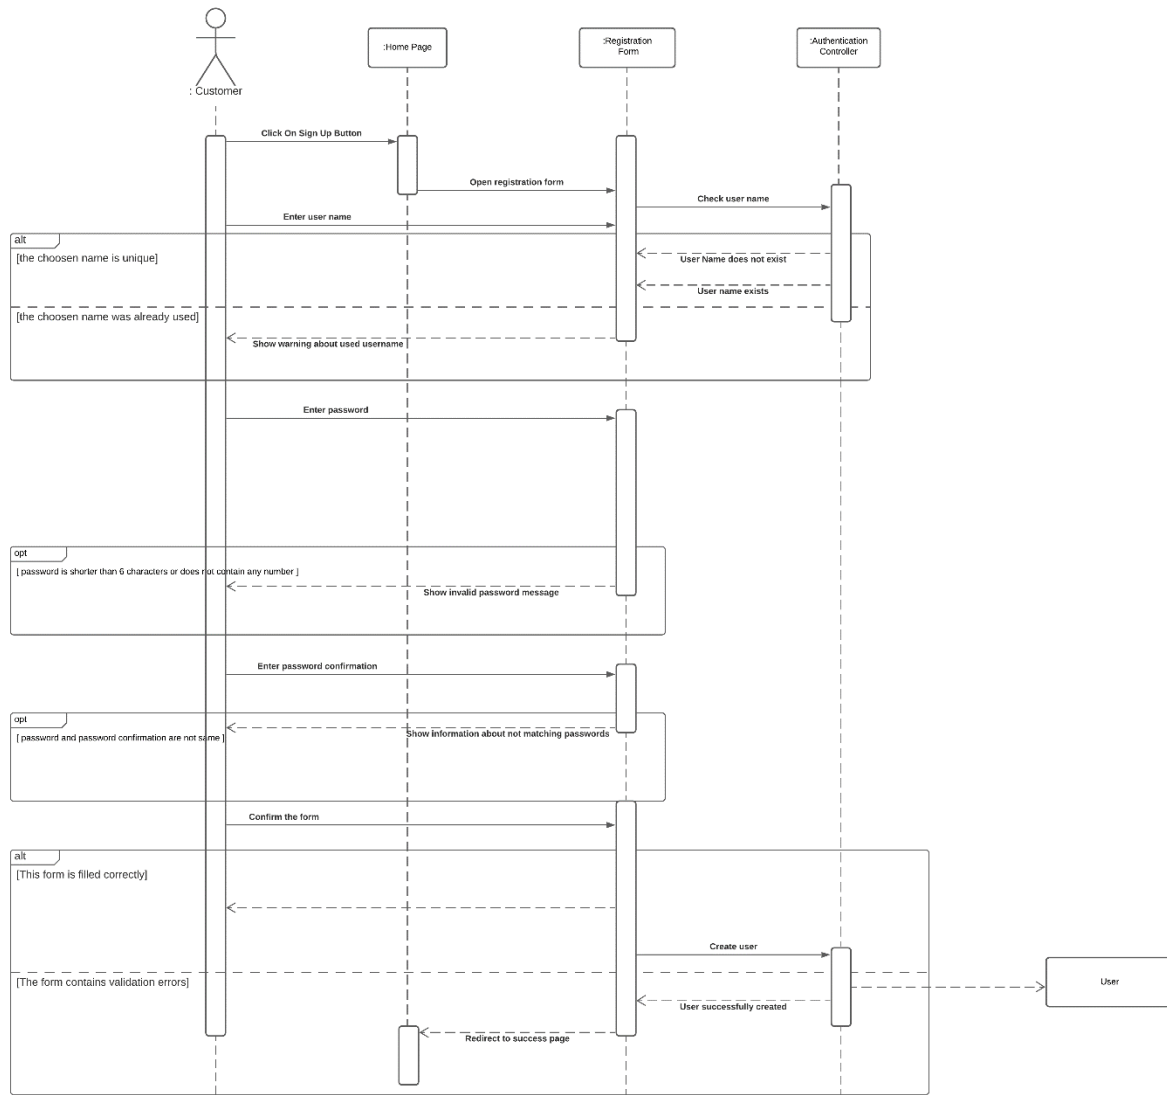 : Customer
:Home Page
:Registration
Form
:Authentication
Controller
Click On Sign Up Button
Open registration form
Check user name
Enter user name
alt
[the choosen name is unique]
User Name does not exist
User name exists
[the choosen name was already used]
Show warning about used username
Enter password
opt
[ password is shorter than 6 characters or does not contain any number ]
Show invalid password message
Enter password confirmation
opt
[ password and password confirmation are not same ]
Show information about not matching passwords
Confirm the form
alt
[This form is filled correctly]
Create user
[The form contains validation errors]
User
User successfully created
Redirect to success page